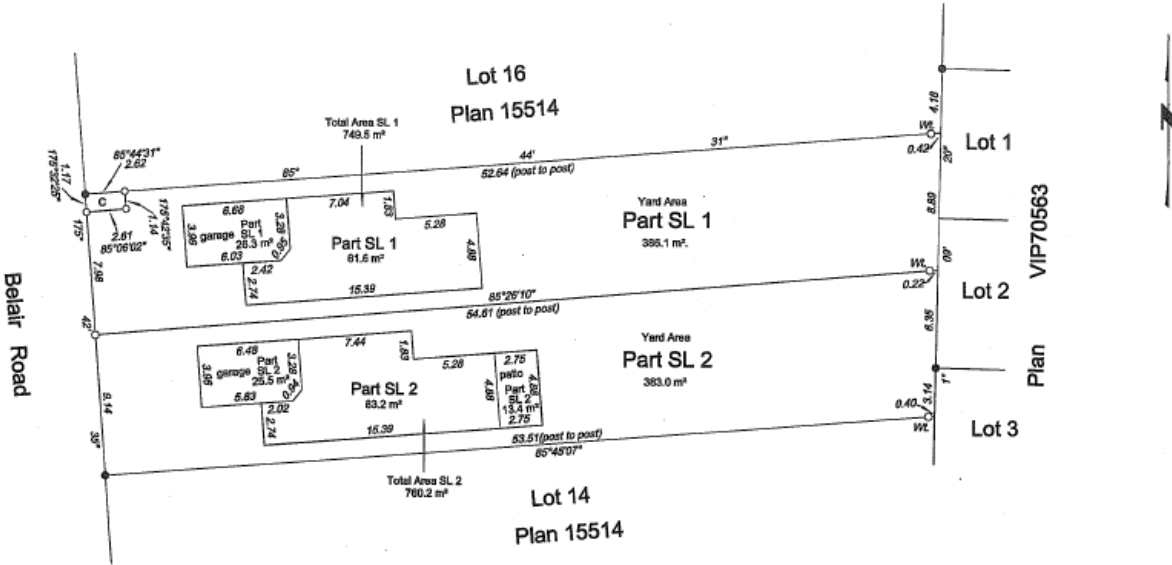 Lot 16
Plan 15514
Total Area SL 1
749.5 m²
4.18
Wt.
0.42
20"
Lot 1
85°
44'
31"
52.64 (post to post)
85°44'31"
2.62
1.17
175°32'25"
C
2.61
85°06'02"
1.14
175°42'35"
175°
7.98
42'
6.68
3.96
garage
Part
SL 1
26.3 m²
3.28
6.03
0.95
2.42
2.74
7.04
1.83
5.28
4.88
Part SL 1
81.6 m²
15.39
Yard Area
Part SL 1
386.1 m².
8.89
VIP70563
Wt.
0.22
09'
Lot 2
85°26'10"
54.61 (post to post)
Belair Road
6.48
3.96
garage
Part
SL 2
25.5 m²
3.28
5.83
2.02
2.74
7.44
1.83
5.28
4.88
Part SL 2
83.2 m²
15.39
2.75
patio
Part
SL 2
13.4 m²
4.88
2.75
Yard Area
Part SL 2
383.0 m²
6.35
Plan
1°
3.14
0.40
Wt.
Lot 3
9.14
35"
53.51(post to post)
85°45'07"
Total Area SL 2
760.2 m²
Lot 14
Plan 15514